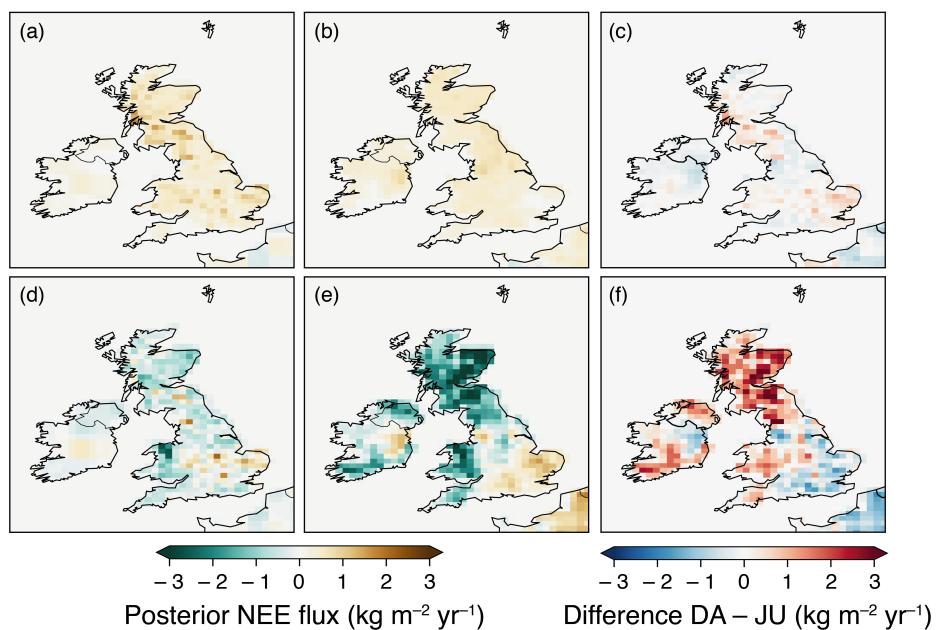 (a) (b) (c)
(d) (e) (f)
− 3 − 2 − 1 0 1 2 3 − 3 − 2 − 1 0 1 2 3
Posterior NEE flux (kg m⁻² yr⁻¹) Difference DA – JU (kg m⁻² yr⁻¹)